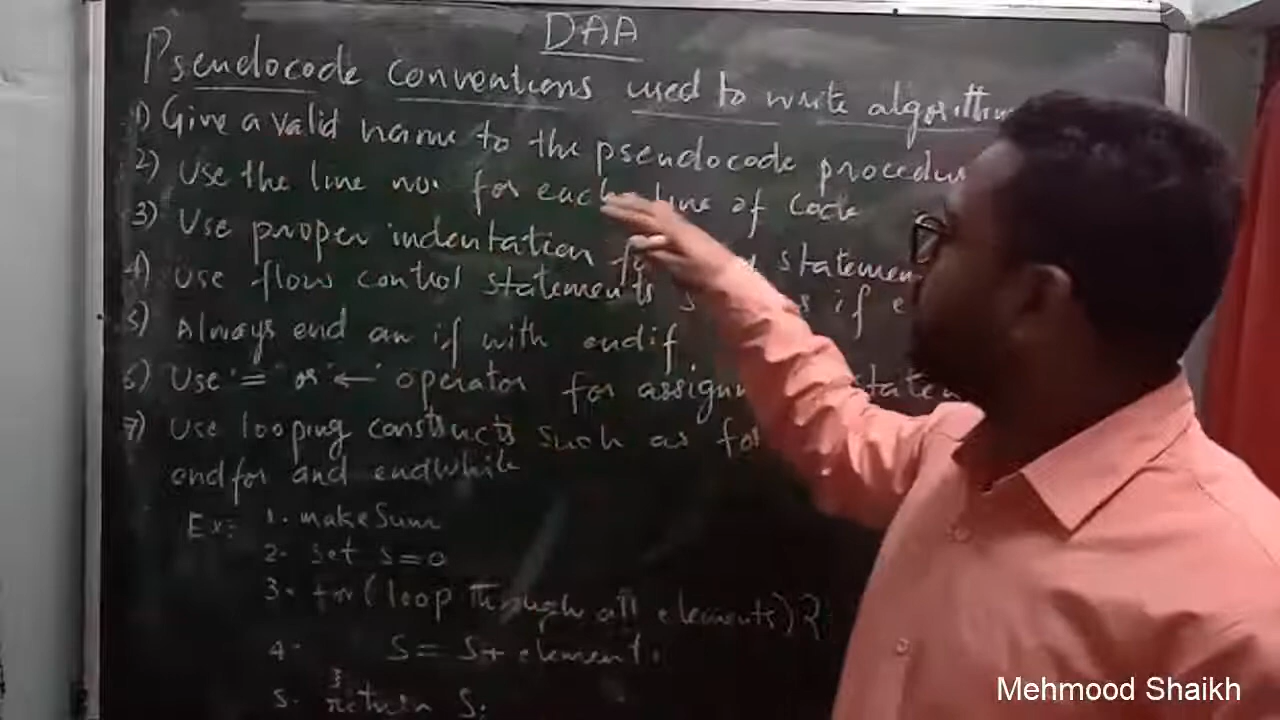 DAA
Pseudocode conventions used to write algorithm
1) Give a valid name to the pseudocode procedure
2) Use the line no. for each line of code
3) Use proper indentation statemen
4) Use flow control statements if
5) Always end an if with endif
6) Use '=' or '←' operator for assignm
7) Use looping constructs such as for
endfor and endwhile
Ex:- 1. makeSum
2. Set s=0
3. for (loop through all elements) {
4. S = S + element;
} 
5. return S;
Mehmood Shaikh